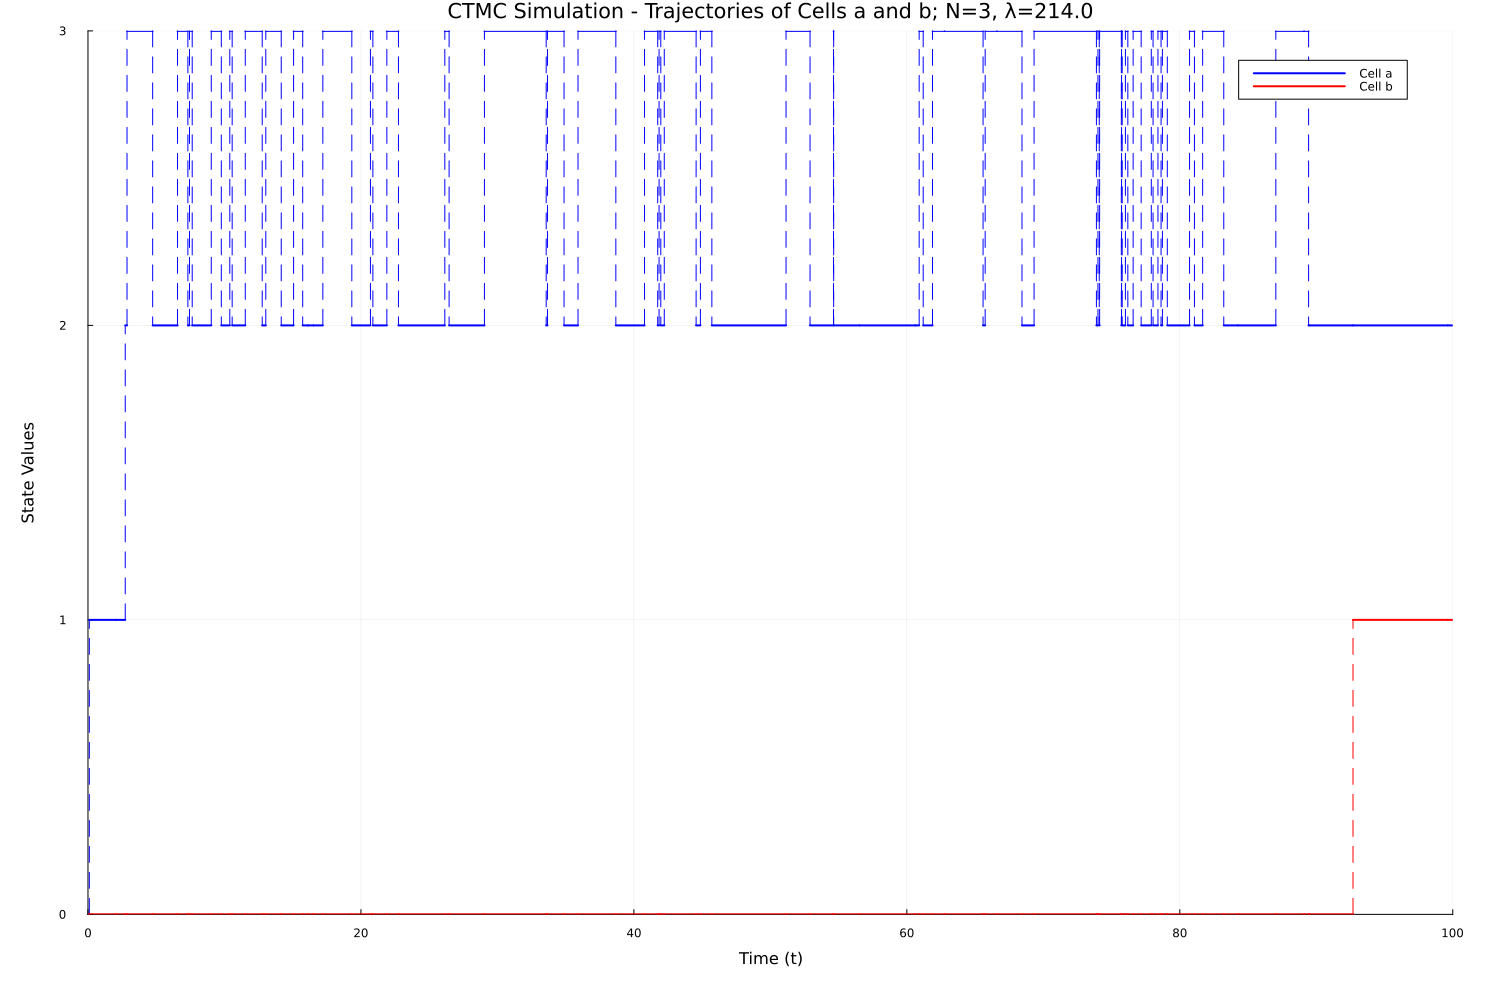 CTMC Simulation - Trajectories of Cells a and b; N=3, λ=214.0
3
Cell a
Cell b
2
State Values
1
0
0 20 40 60 80 100
Time (t)